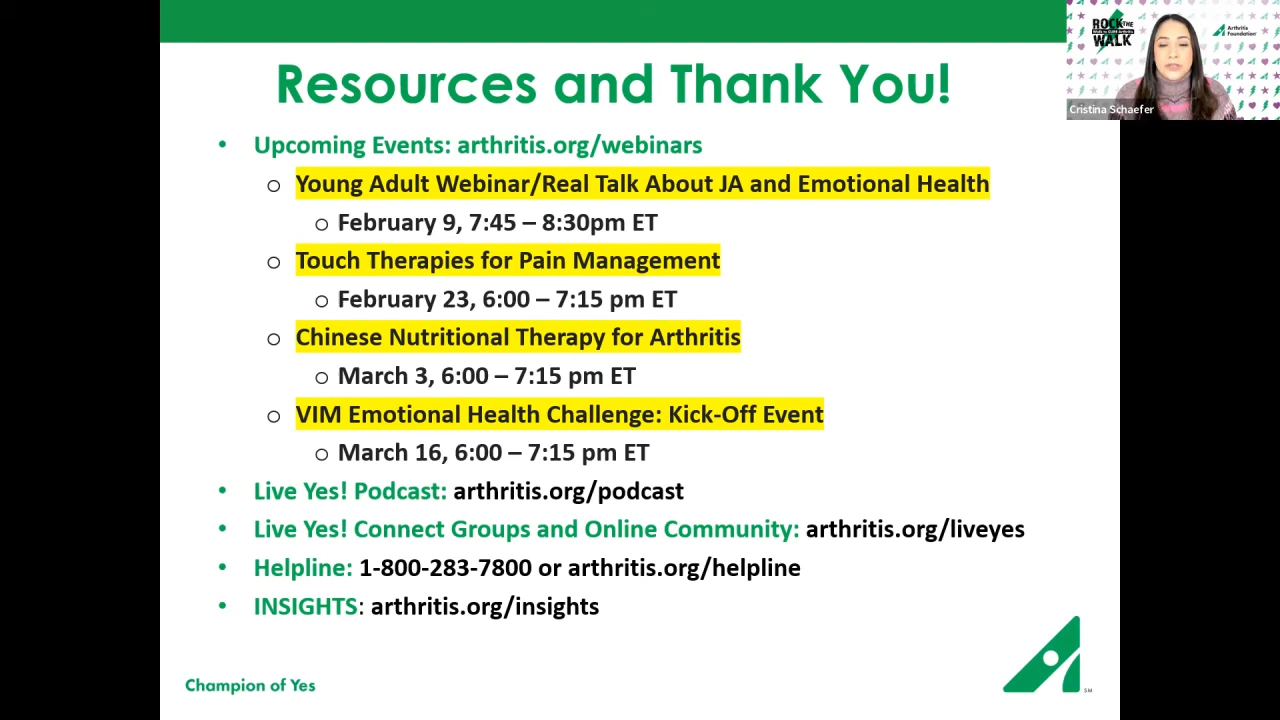 Resources and Thank You!
• Upcoming Events: arthritis.org/webinars
o Young Adult Webinar/Real Talk About JA and Emotional Health
o February 9, 7:45 – 8:30pm ET
o Touch Therapies for Pain Management
o February 23, 6:00 – 7:15 pm ET
o Chinese Nutritional Therapy for Arthritis
o March 3, 6:00 – 7:15 pm ET
o VIM Emotional Health Challenge: Kick-Off Event
o March 16, 6:00 – 7:15 pm ET
• Live Yes! Podcast: arthritis.org/podcast
• Live Yes! Connect Groups and Online Community: arthritis.org/liveyes
• Helpline: 1-800-283-7800 or arthritis.org/helpline
• INSIGHTS: arthritis.org/insights
Champion of Yes
SM
ROCK THE
Walk to CURE Arthritis
WALK
Arthritis
Foundation
Cristina Schaefer